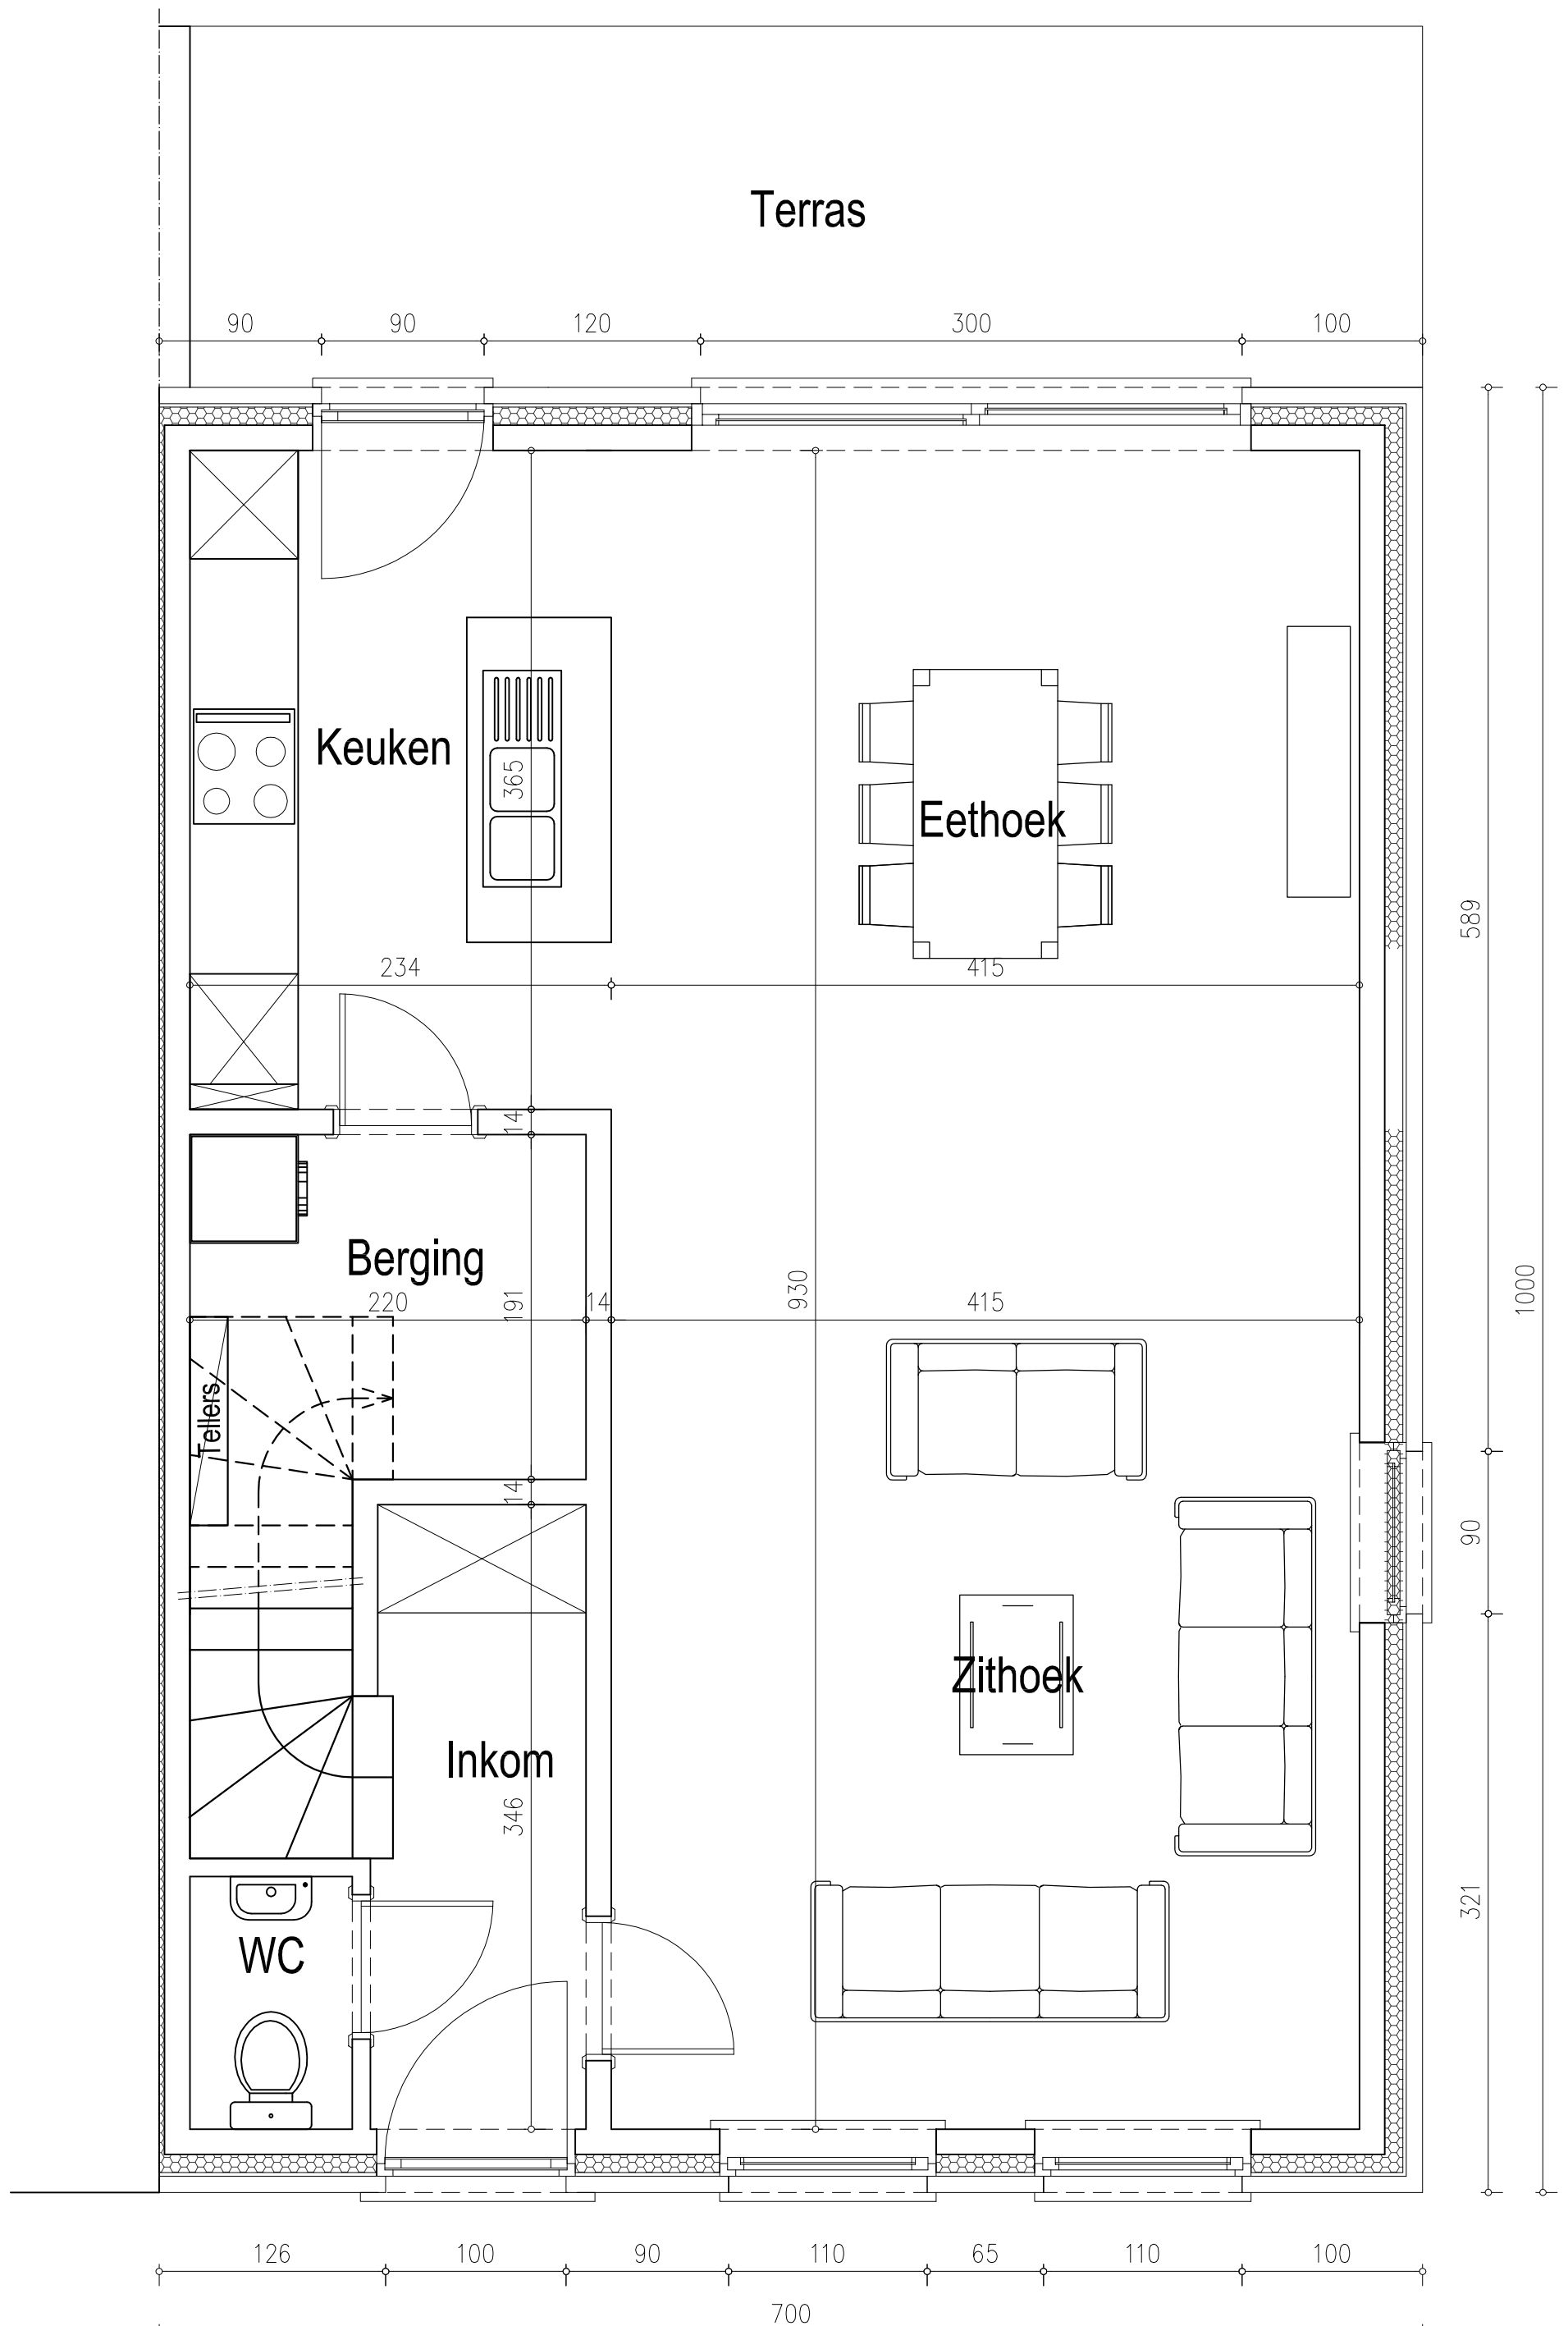 Terras
90 90 120 300 100
Keuken
365
Eethoek
589
234 415
14
Berging
1000
220 191 14 930 415
Tellers
14
90
Zithoek
Inkom
346
321
WC
126 100 90 110 65 110 100
700